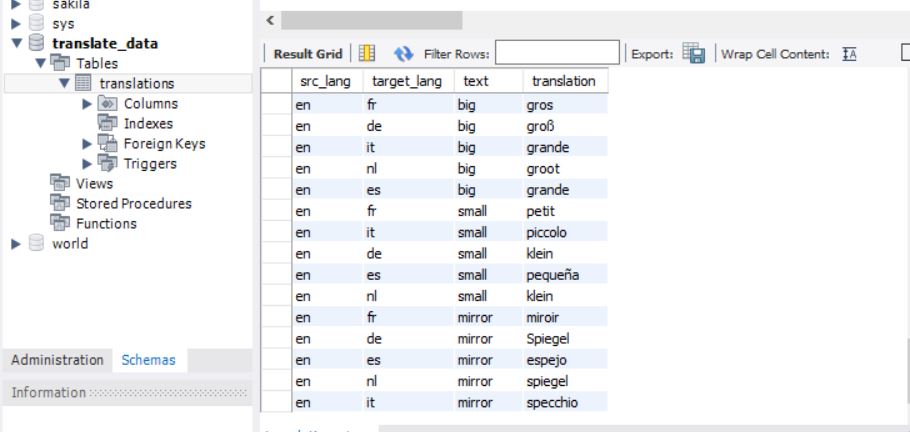 sakila
sys
translate_data
Tables
translations
Columns
Indexes
Foreign Keys
Triggers
Views
Stored Procedures
Functions
world
Administration Schemas
Information
Result Grid Filter Rows: Export: Wrap Cell Content:
src_lang target_lang text translation
en fr big gros
en de big groß
en it big grande
en nl big groot
en es big grande
en fr small petit
en it small piccolo
en de small klein
en es small pequeña
en nl small klein
en fr mirror miroir
en de mirror Spiegel
en es mirror espejo
en nl mirror spiegel
en it mirror specchio